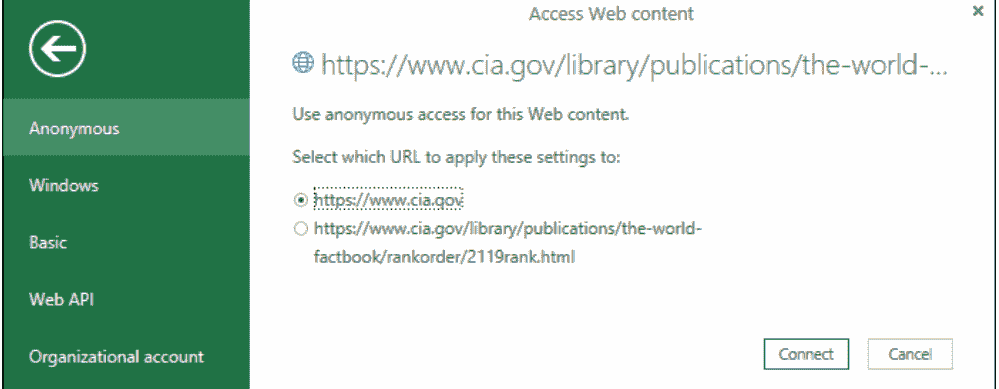 Access Web content
https://www.cia.gov/library/publications/the-world-...
Anonymous
Windows
Basic
Web API
Organizational account
Use anonymous access for this Web content.
Select which URL to apply these settings to:
https://www.cia.gov
https://www.cia.gov/library/publications/the-world-
factbook/rankorder/2119rank.html
Connect
Cancel